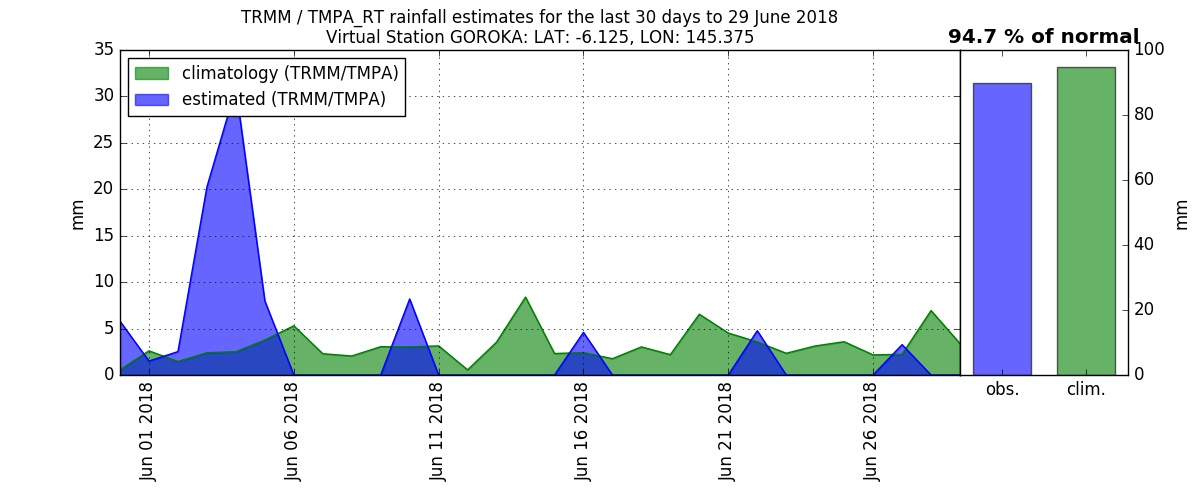 TRMM / TMPA_RT rainfall estimates for the last 30 days to 29 June 2018
Virtual Station GOROKA: LAT: -6.125, LON: 145.375
94.7 % of normal
climatology (TRMM/TMPA)
estimated (TRMM/TMPA)
35
30
25
20
15
10
5
0
mm
Jun 01 2018
Jun 06 2018
Jun 11 2018
Jun 16 2018
Jun 21 2018
Jun 26 2018
obs.
clim.
100
80
60
40
20
0
mm